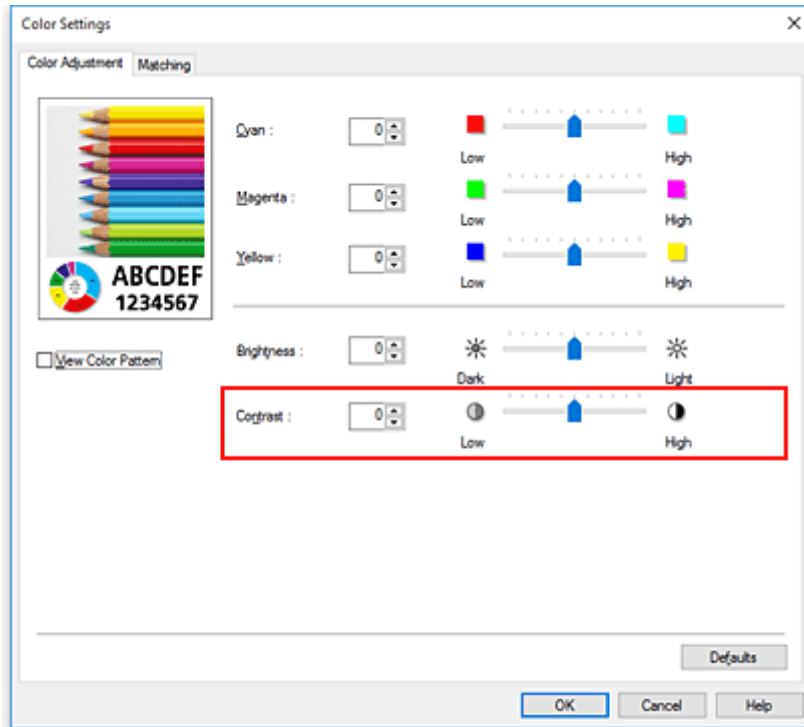 Color Settings
Color Adjustment Matching
ABCDEF
1234567
View Color Pattern
Cyan : 0
Low High
Magenta : 0
Low High
Yellow : 0
Low High
Brightness : 0
Dark Light
Contrast : 0
Low High
Defaults
OK Cancel Help